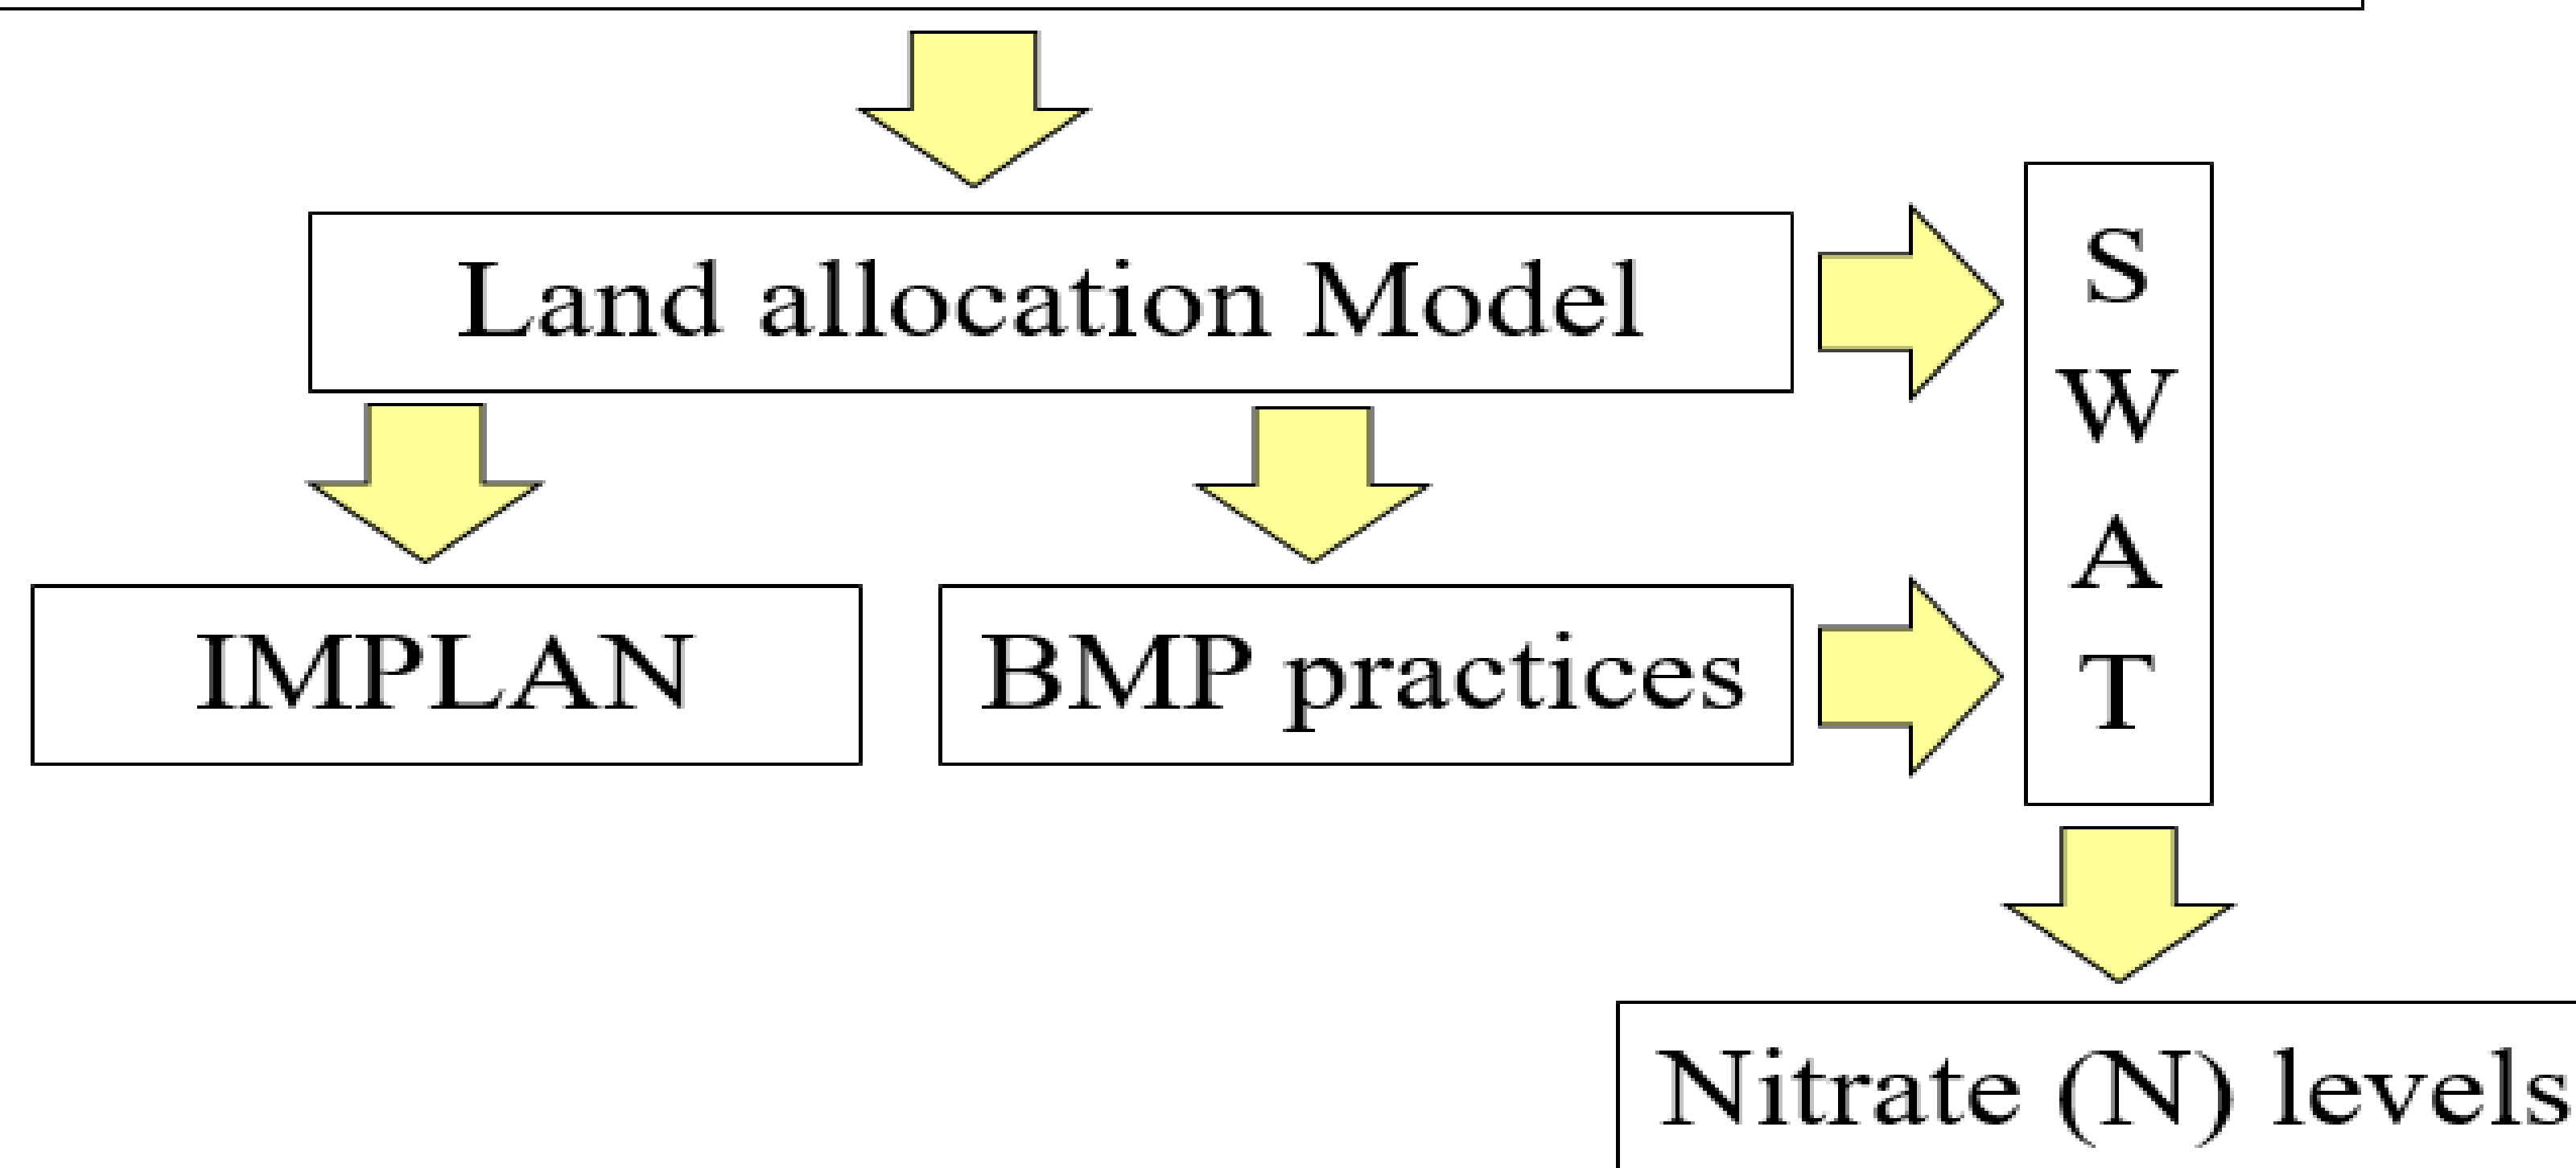 Land allocation Model
S
W
A
T
IMPLAN
BMP practices
Nitrate (N) levels